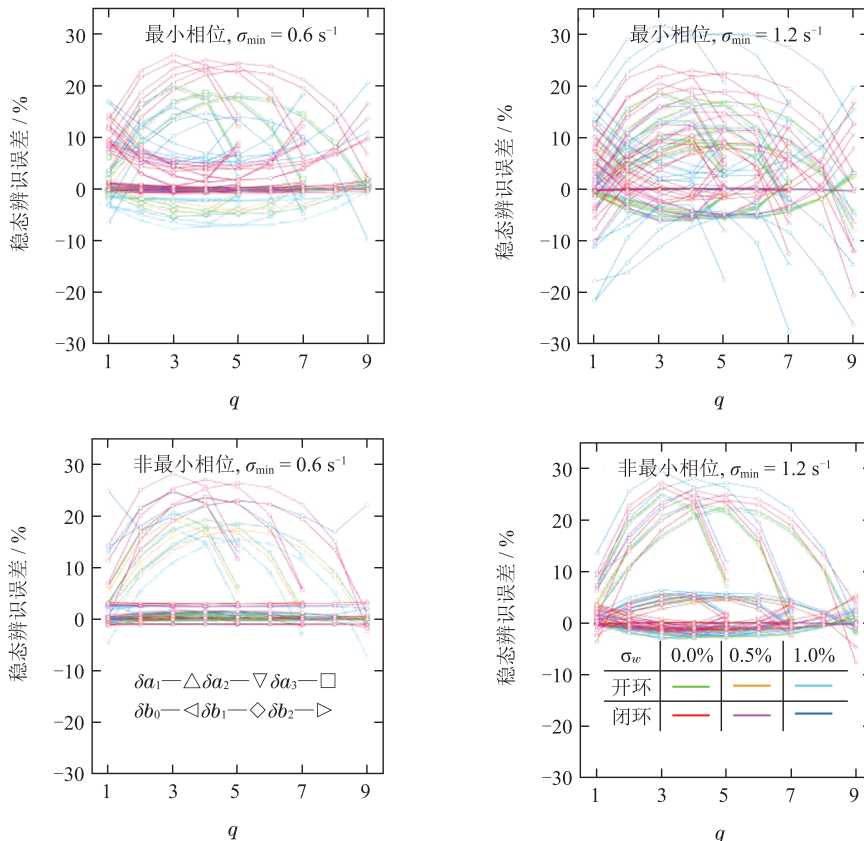 最小相位, σmin = 0.6 s⁻¹
30
20
10
0
−10
−20
−30
稳态辨识误差 / %
1 3 5 7 9
q
最小相位, σmin = 1.2 s⁻¹
30
20
10
0
−10
−20
−30
稳态辨识误差 / %
1 3 5 7 9
q
非最小相位, σmin = 0.6 s⁻¹
30
20
10
0
−10
−20
−30
稳态辨识误差 / %
δa₁—△δa₂—▽δa₃—□
δb₀—◁δb₁—◇δb₂—▷
1 3 5 7 9
q
非最小相位, σmin = 1.2 s⁻¹
30
20
10
0
−10
−20
−30
稳态辨识误差 / %
σw 0.0% 0.5% 1.0%
开环
闭环
1 3 5 7 9
q